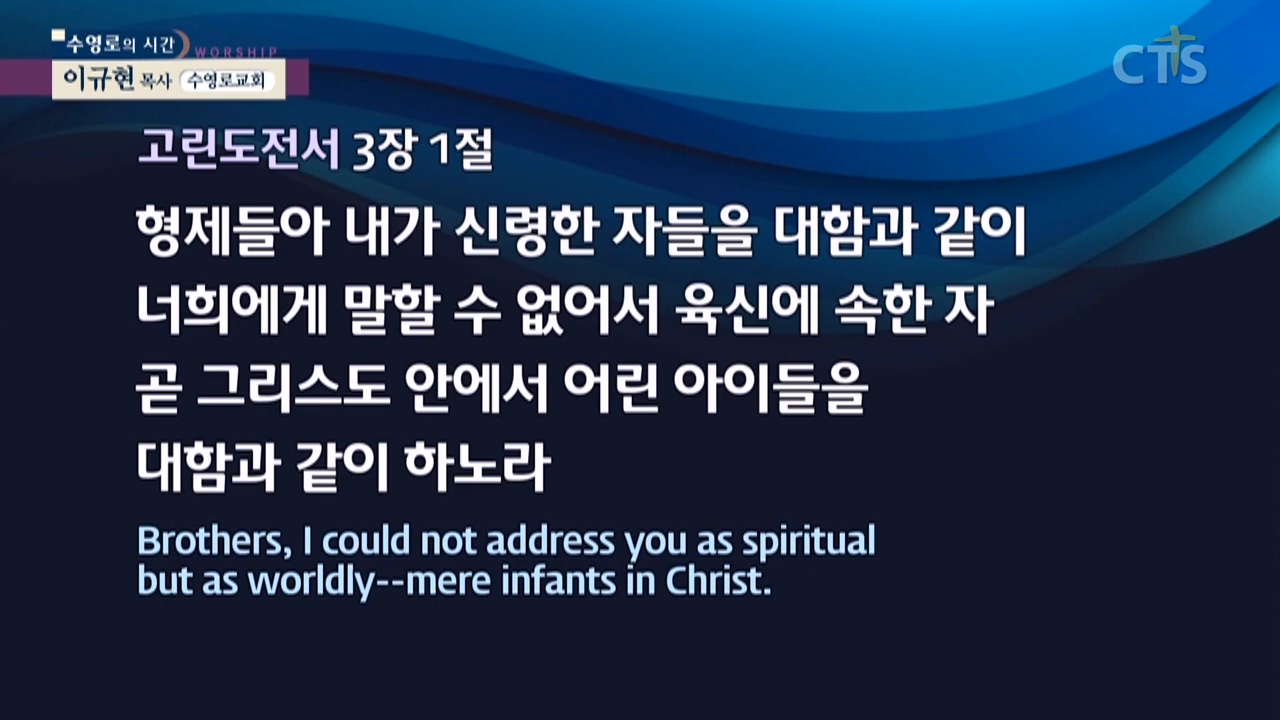 수영로의 시간
WORSHIP
이규현 목사 수영로교회
CTS
고린도전서 3장 1절
형제들아 내가 신령한 자들을 대함과 같이
너희에게 말할 수 없어서 육신에 속한 자
곧 그리스도 안에서 어린 아이들을
대함과 같이 하노라
Brothers, I could not address you as spiritual
but as worldly--mere infants in Christ.